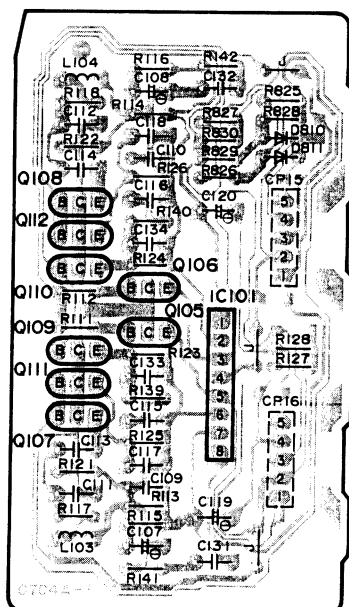 R116
R142
L104
C108
C132
J
R118
R114
R825
C112
C118
R827
R828
R122
R830
D810
C114
C110
R829
D811
R126
R826
Q108
C116
CP15
B C E
R140
C120
5
Q112
4
B C E
C134
3
R124
2
B C E
Q106
1
Q110
R112
B C E
IC101
R111
Q105
1
Q109
B C E
2
J
R128
R123
3
R127
B C E
C133
4
Q111
R139
5
CP16
B C E
C115
6
5
B C E
R125
7
4
Q107
C113
C117
8
3
R121
2
C109
1
C111
R113
R117
R115
C119
L103
C107
J
C131
R141